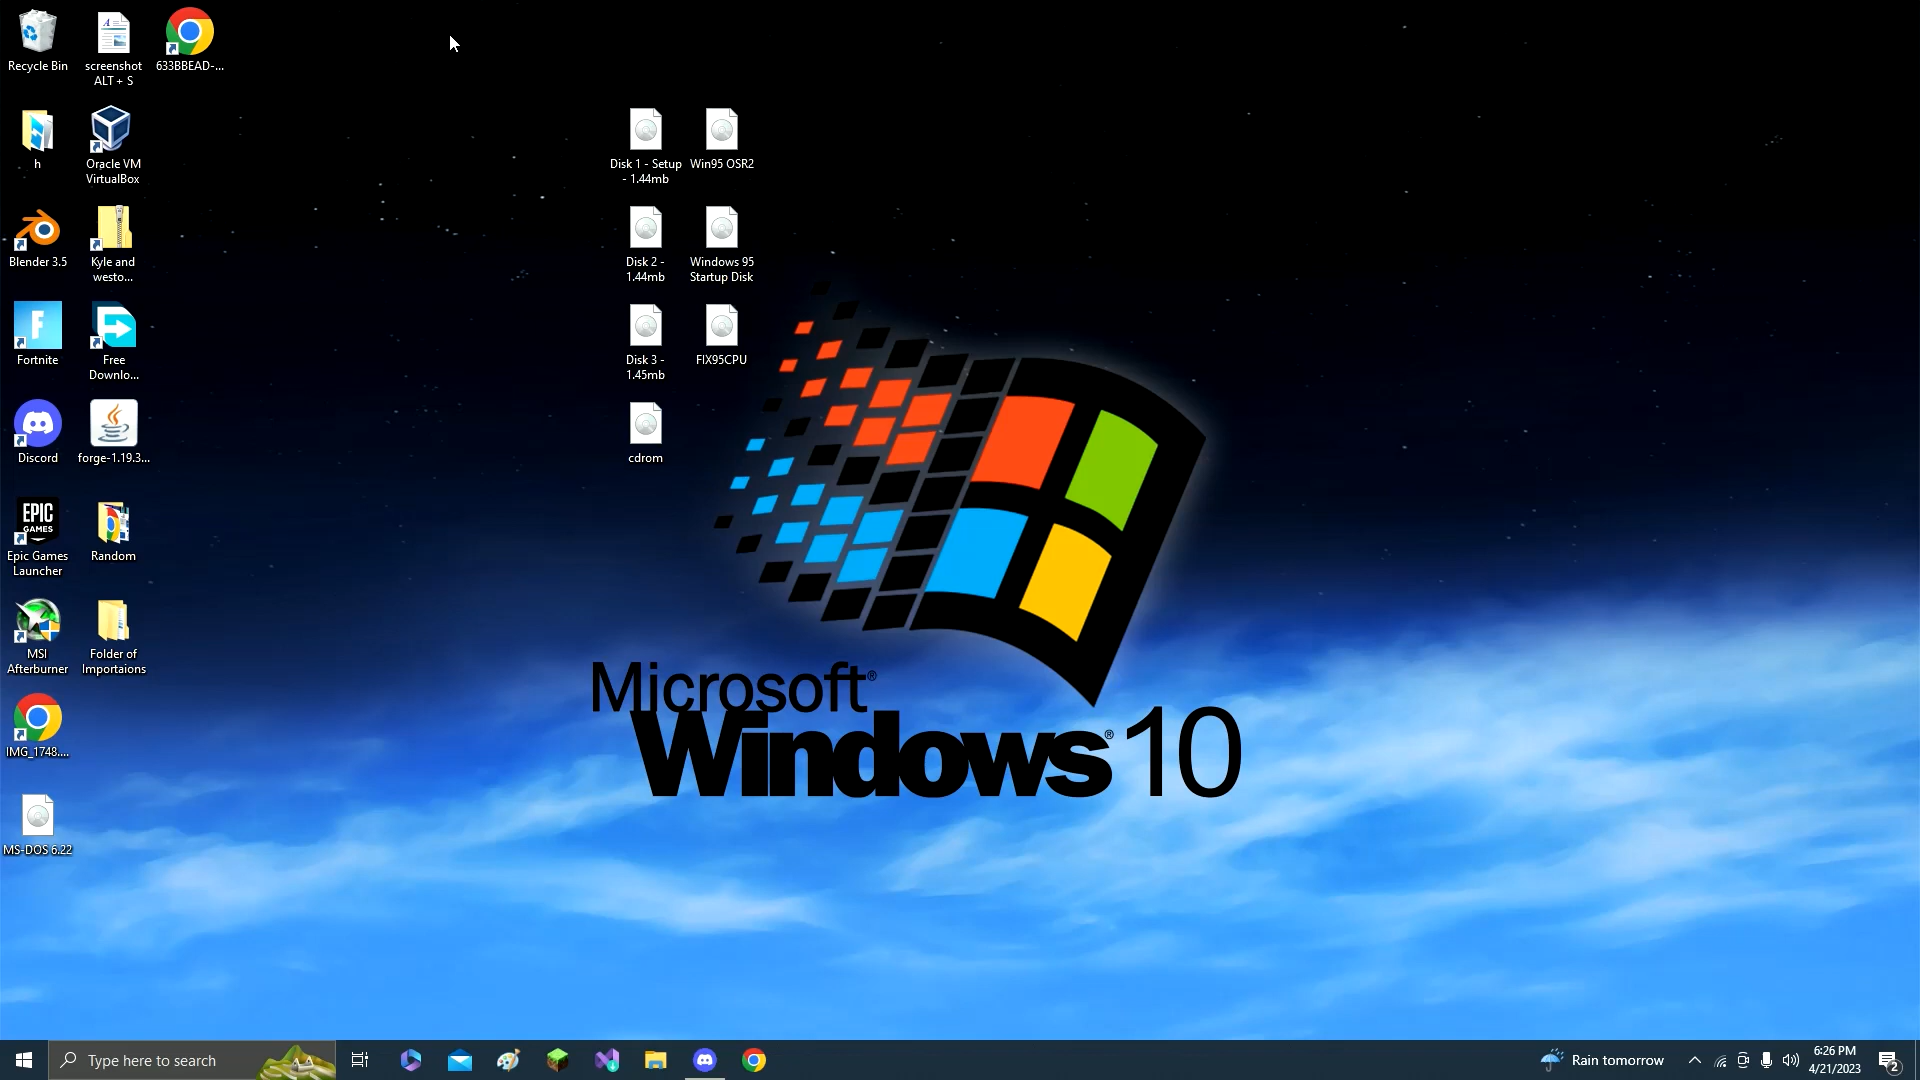 Recycle Bin
screenshot
ALT + S
633BBEAD-...
h
Oracle VM
VirtualBox
Blender 3.5
Kyle and
westo...
Fortnite
Free
Downlo...
Discord
forge-1.19.3...
EPIC
GAMES
Epic Games
Launcher
Random
MSI
Afterburner
Folder of
Importaions
IMG_1748....
MS-DOS 6.22
Disk 1 - Setup
- 1.44mb
Win95 OSR2
Disk 2 -
1.44mb
Windows 95
Startup Disk
Disk 3 -
1.45mb
FIX95CPU
cdrom
Microsoft®
Windows® 10
Type here to search
Rain tomorrow
6:26 PM
4/21/2023
2